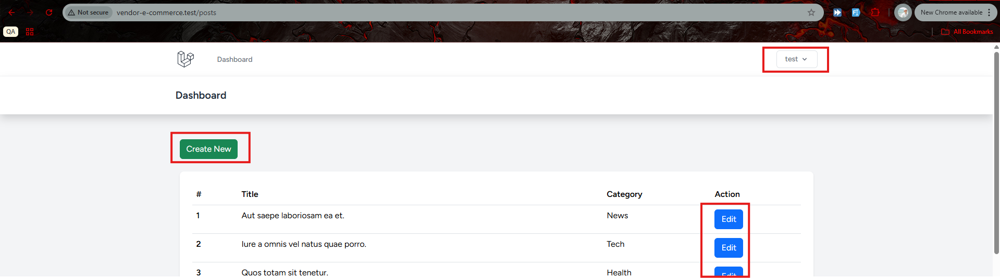 Not secure vendor-e-commerce.test/posts New Chrome available
QA All Bookmarks
Dashboard test
Dashboard
Create New
# Title Category Action
1 Aut saepe laboriosam ea et. News Edit
2 Iure a omnis vel natus quae porro. Tech Edit
3 Quos totam sit tenetur. Health Edit